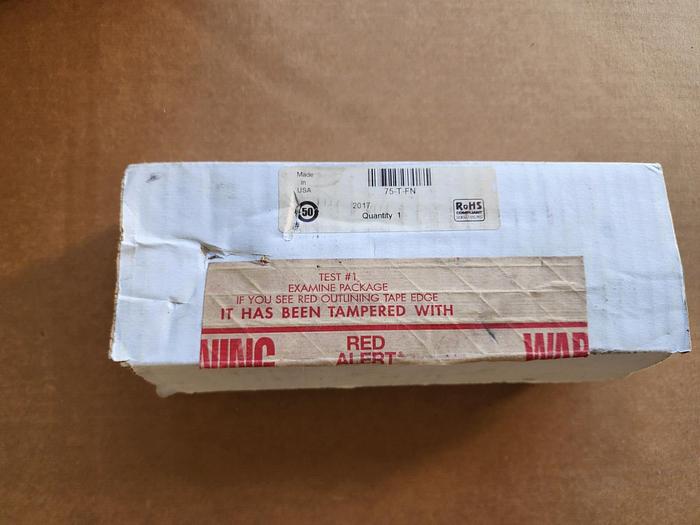 Made
in
USA
75-T-FN
50
2017
Quantity 1
RoHS
COMPLIANT
TEST #1
EXAMINE PACKAGE
IF YOU SEE RED OUTLINING TAPE EDGE
IT HAS BEEN TAMPERED WITH
NING RED WAR
ALERT